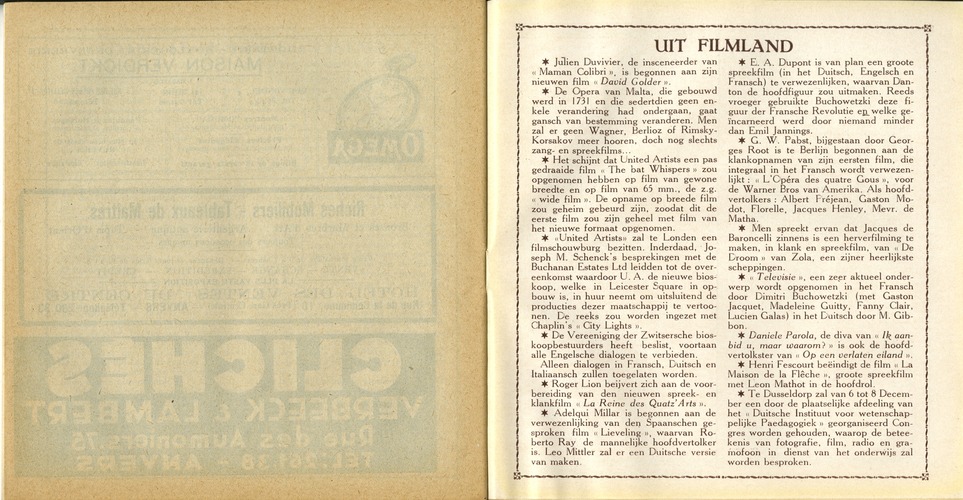 MAISON VERDICKT
OMEGA
Riches Mobiliers - Tableaux de Maîtres
CLICHÉS
VERBEECK & LAMBERT
Rue des Aumôniers, 7
ANVERS
UIT FILMLAND
✶ Julien Duvivier, de insceneerder van
« Maman Colibri », is begonnen aan zijn
nieuwen film « David Golder ».
✶ De Opera van Malta, die gebouwd
werd in 1731 en die sedertdien geen en-
kele verandering had ondergaan, gaat
gansch van bestemming veranderen. Men
zal er geen Wagner, Berlioz of Rimsky-
Korsakov meer hooren, doch nog slechts
zang- en spreekfilms...
✶ Het schijnt dat United Artists een pas
gedraaide film « The bat Whispers » zou
opgenomen hebben op film van gewone
breedte en op film van 65 mm., de z.g.
« wide film ». De opname op breede film
zou geheim gebeurd zijn, zoodat dit de
eerste film zou zijn geheel met film van
het nieuwe formaat opgenomen.
✶ «United Artists» zal te Londen een
filmschouwburg bezitten. Inderdaad, Jo-
seph M. Schenck's besprekingen met de
Buchanan Estates Ltd leidden tot de over-
eenkomst waardoor U. A. de nieuwe bios-
koop, welke in Leicester Square in op-
bouw is, in huur neemt om uitsluitend de
producties dezer maatschappij te vertoo-
nen. De reeks zou worden ingezet met
Chaplin's « City Lights ».
✶ De Vereeniging der Zwitsersche bios-
koopbestuurders heeft beslist, voortaan
alle Engelsche dialogen te verbieden.
Alleen dialogen in Fransch, Duitsch en
Italiaansch zullen toegelaten worden.
✶ Roger Lion beijvert zich aan de voor-
bereiding van den nieuwen spreek- en
klankfilm « La Reine des Quatz'Arts ».
✶ Adelqui Millar is begonnen aan de
verwezenlijking van den Spaanschen ge-
sproken film « Lieveling », waarvan Ro-
berto Ray de mannelijke hoofdvertolker
is. Leo Mittler zal er een Duitsche versie
van maken.
✶ E. A. Dupont is van plan een groote
spreekfilm (in het Duitsch, Engelsch en
Fransch) te verwezenlijken, waarvan Dan-
ton de hoofdfiguur zou uitmaken. Reeds
vroeger gebruikte Buchowetzki deze fi-
guur der Fransche Revolutie en welke ge-
ïncarneerd werd door niemand minder
dan Emil Jannings.
✶ G. W. Pabst, bijgestaan door Geor-
ges Root is te Berlijn begonnen aan de
klankopnamen van zijn eersten film, die
integraal in het Fransch wordt verwezen-
lijkt : « L'Opéra des quatre Gous », voor
de Warner Bros van Amerika. Als hoofd-
vertolkers : Albert Fréjean, Gaston Mo-
dot, Florelle, Jacques Henley, Mevr. de
Matha.
✶ Men spreekt ervan dat Jacques de
Baroncelli zinnens is een herverfilming te
maken, in klank en spreekfilm, van « De
Droom » van Zola, een zijner heerlijkste
scheppingen.
✶ « Televisie », een zeer aktueel onder-
werp wordt opgenomen in het Fransch
door Dimitri Buchowetzki (met Gaston
Jacquet, Madeleine Guitty, Fanny Clair,
Lucien Galas) in het Duitsch door M. Gib-
bon.
✶ Daniele Parola, de diva van « Ik aan-
bid u, maar waarom? » is ook de hoofd-
vertolkster van « Op een verlaten eiland ».
✶ Henri Fescourt beëindigt de film « La
Maison de la Flêche », groote spreekfilm
met Leon Mathot in de hoofdrol.
✶ Te Dusseldorp zal van 6 tot 8 Decem-
ber een door de plaatselijke afdeeling van
het « Duitsche Instituut voor wetenschap-
pelijke Paedagogiek » georganiseerd Con-
gres worden gehouden, waarop de betee-
kenis van fotografie, film, radio en gra-
mofoon in dienst van het onderwijs zal
worden besproken.